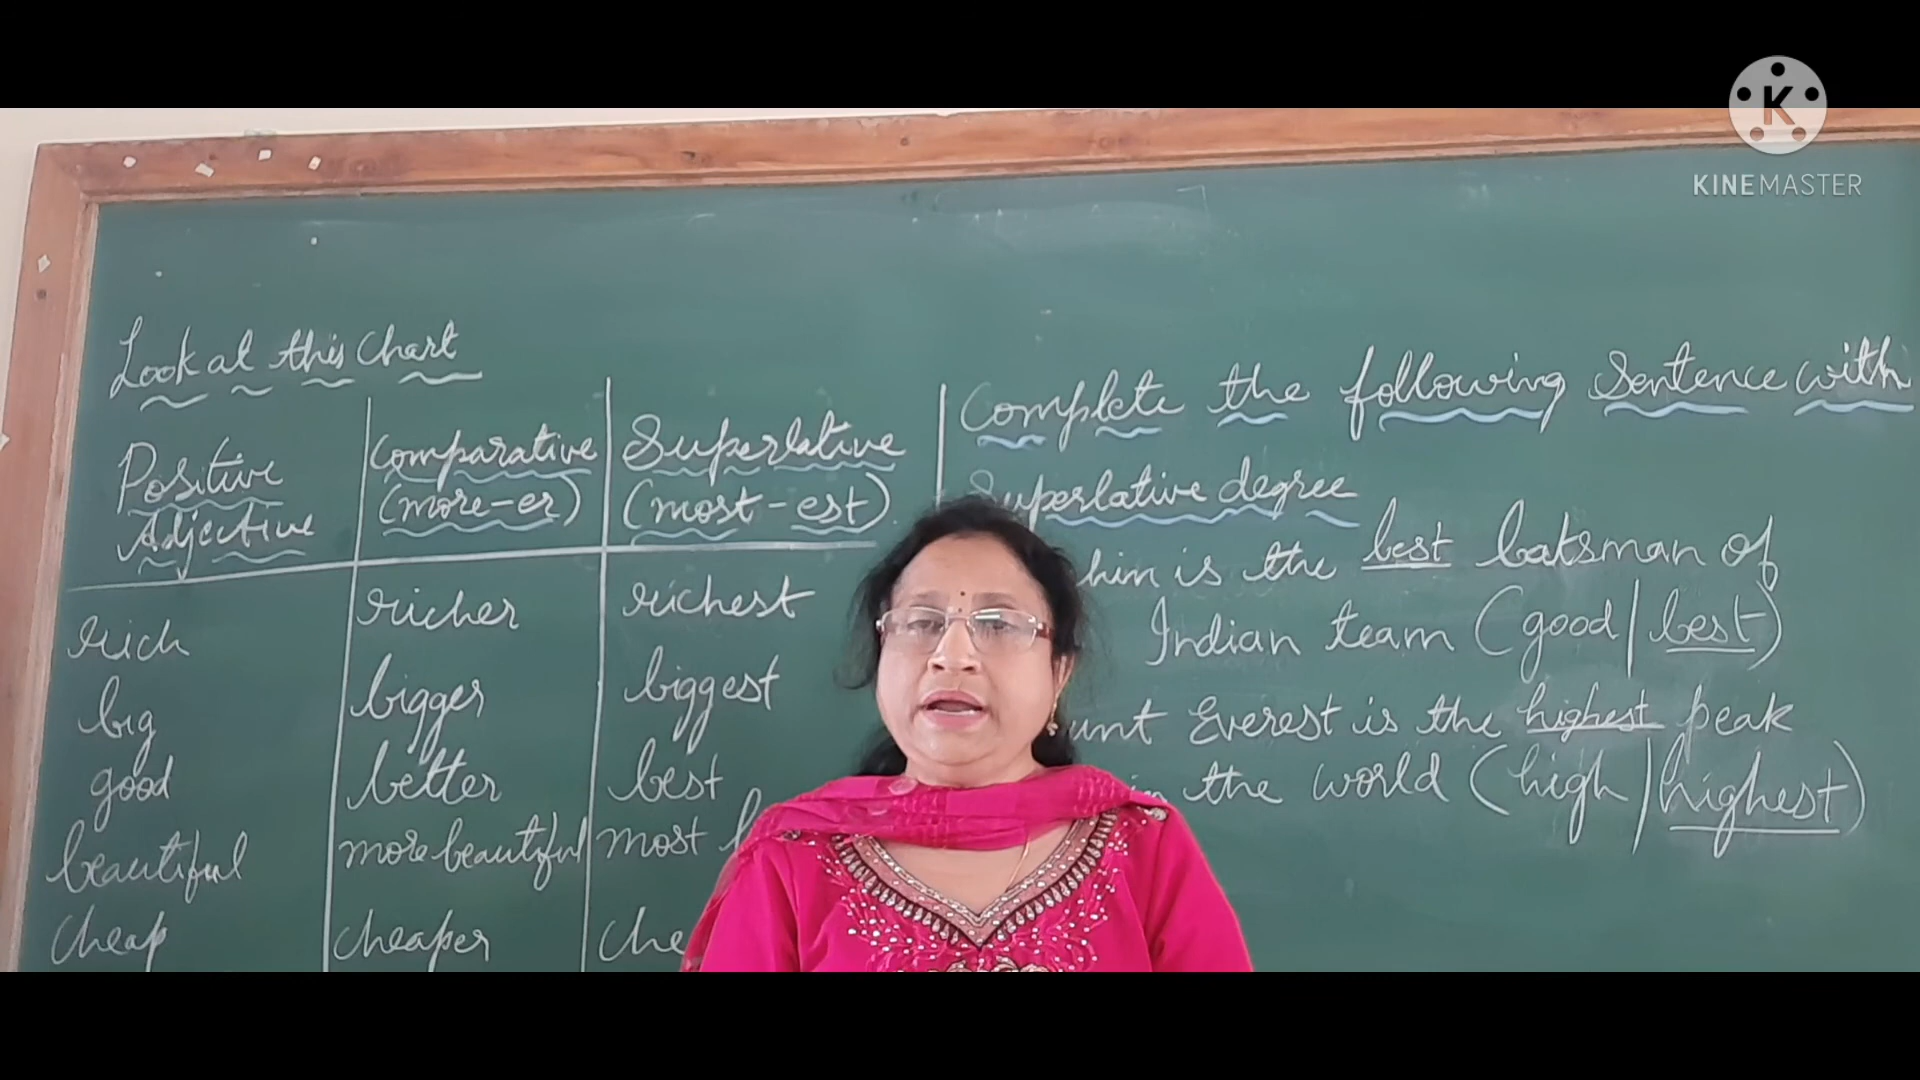 KINEMASTER
Look at this Chart
Positive Adjective
Comparative (more-er)
Superlative (most-est)
rich richer richest
big bigger biggest
good better best
beautiful more beautiful most
Cheap cheaper
Complete the following Sentence with
Superlative degree
is the best batsman of
Indian team (good/best)
Everest is the highest peak
in the world (high/highest)